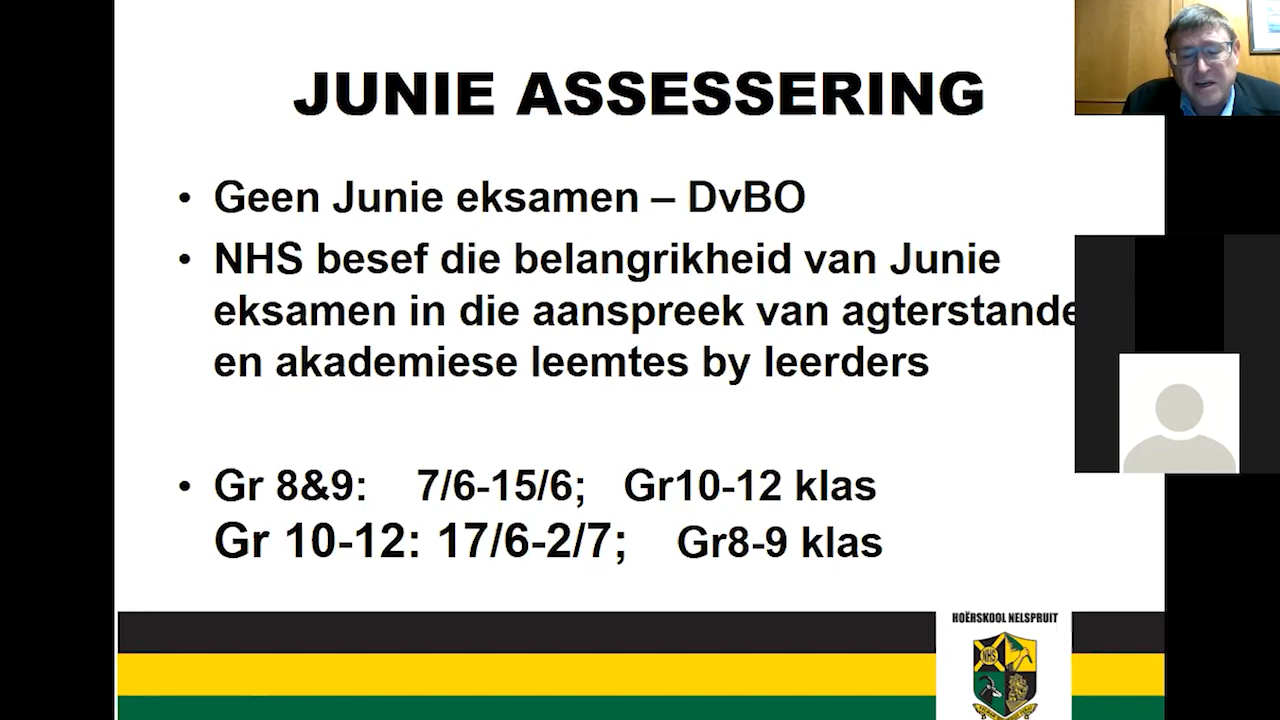 JUNIE ASSESSERING
• Geen Junie eksamen – DvBO
• NHS besef die belangrikheid van Junie
eksamen in die aanspreek van agterstande
en akademiese leemtes by leerders
• Gr 8&9: 7/6-15/6; Gr10-12 klas
Gr 10-12: 17/6-2/7; Gr8-9 klas
HOËRSKOOL NELSPRUIT
NHS